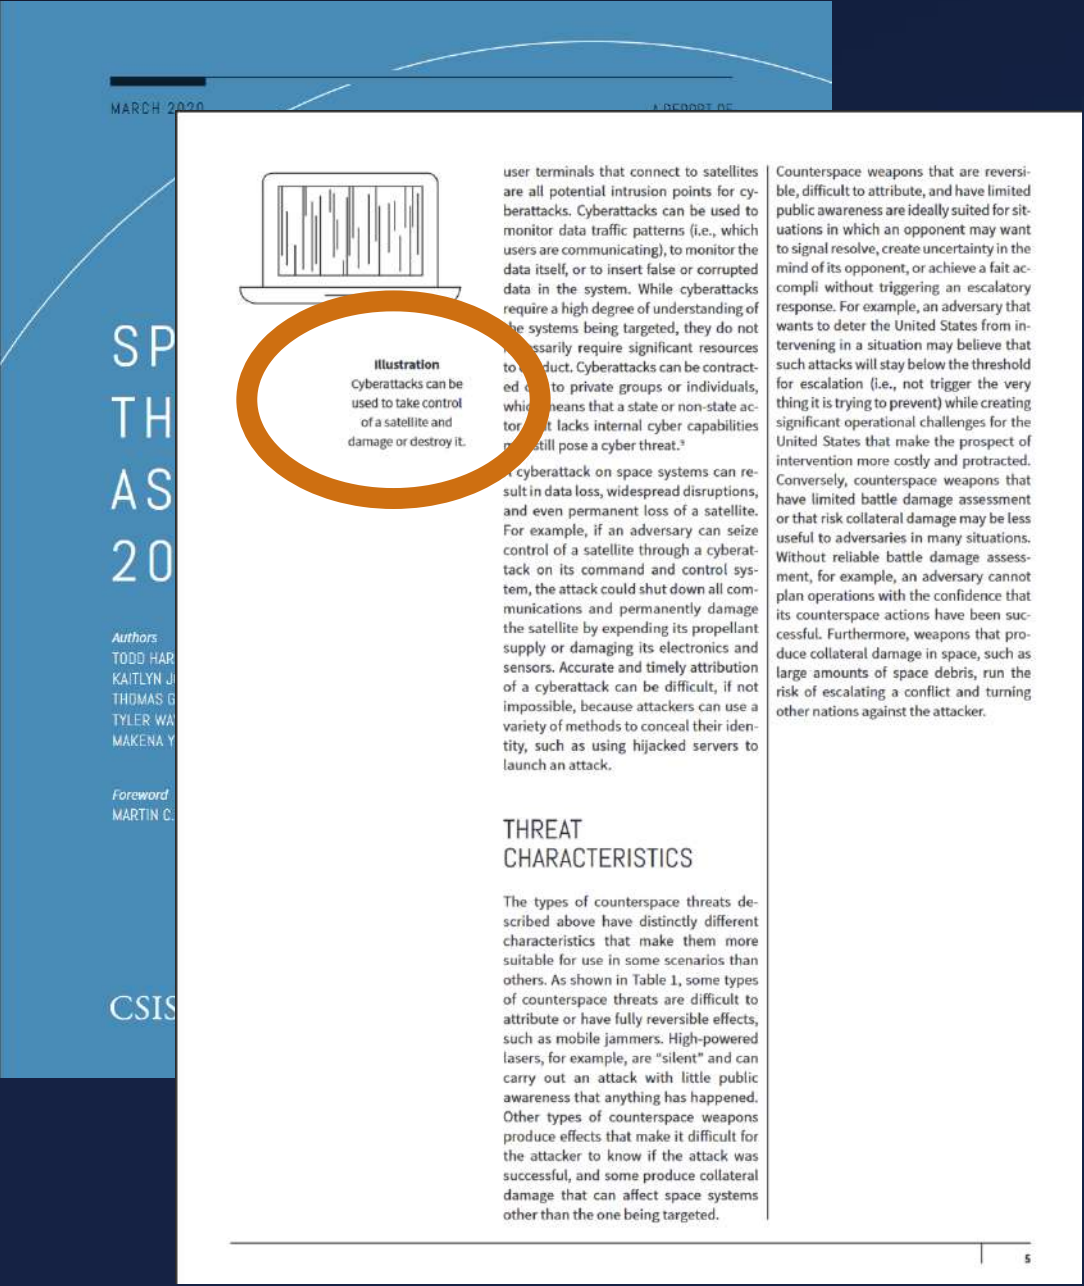 MARCH 2020
A REPORT OF
SP
TH
AS
20
Authors
TODD HAR
KAITLYN J
THOMAS G
TYLER WA
MAKENA Y
Foreword
MARTIN C.
CSIS
Illustration
Cyberattacks can be
used to take control
of a satellite and
damage or destroy it.
user terminals that connect to satellites
are all potential intrusion points for cy-
berattacks. Cyberattacks can be used to
monitor data traffic patterns (i.e., which
users are communicating), to monitor the
data itself, or to insert false or corrupted
data in the system. While cyberattacks
require a high degree of understanding of
systems being targeted, they do not
ssarily require significant resources
to duct. Cyberattacks can be contract-
ed to private groups or individuals,
which means that a state or non-state ac-
tor lacks internal cyber capabilities
still pose a cyber threat.⁹
cyberattack on space systems can re-
sult in data loss, widespread disruptions,
and even permanent loss of a satellite.
For example, if an adversary can seize
control of a satellite through a cyberat-
tack on its command and control sys-
tem, the attack could shut down all com-
munications and permanently damage
the satellite by expending its propellant
supply or damaging its electronics and
sensors. Accurate and timely attribution
of a cyberattack can be difficult, if not
impossible, because attackers can use a
variety of methods to conceal their iden-
tity, such as using hijacked servers to
launch an attack.
THREAT
CHARACTERISTICS
The types of counterspace threats de-
scribed above have distinctly different
characteristics that make them more
suitable for use in some scenarios than
others. As shown in Table 1, some types
of counterspace threats are difficult to
attribute or have fully reversible effects,
such as mobile jammers. High-powered
lasers, for example, are "silent" and can
carry out an attack with little public
awareness that anything has happened.
Other types of counterspace weapons
produce effects that make it difficult for
the attacker to know if the attack was
successful, and some produce collateral
damage that can affect space systems
other than the one being targeted.
Counterspace weapons that are reversi-
ble, difficult to attribute, and have limited
public awareness are ideally suited for sit-
uations in which an opponent may want
to signal resolve, create uncertainty in the
mind of its opponent, or achieve a fait ac-
compli without triggering an escalatory
response. For example, an adversary that
wants to deter the United States from in-
tervening in a situation may believe that
such attacks will stay below the threshold
for escalation (i.e., not trigger the very
thing it is trying to prevent) while creating
significant operational challenges for the
United States that make the prospect of
intervention more costly and protracted.
Conversely, counterspace weapons that
have limited battle damage assessment
or that risk collateral damage may be less
useful to adversaries in many situations.
Without reliable battle damage assess-
ment, for example, an adversary cannot
plan operations with the confidence that
its counterspace actions have been suc-
cessful. Furthermore, weapons that pro-
duce collateral damage in space, such as
large amounts of space debris, run the
risk of escalating a conflict and turning
other nations against the attacker.
5